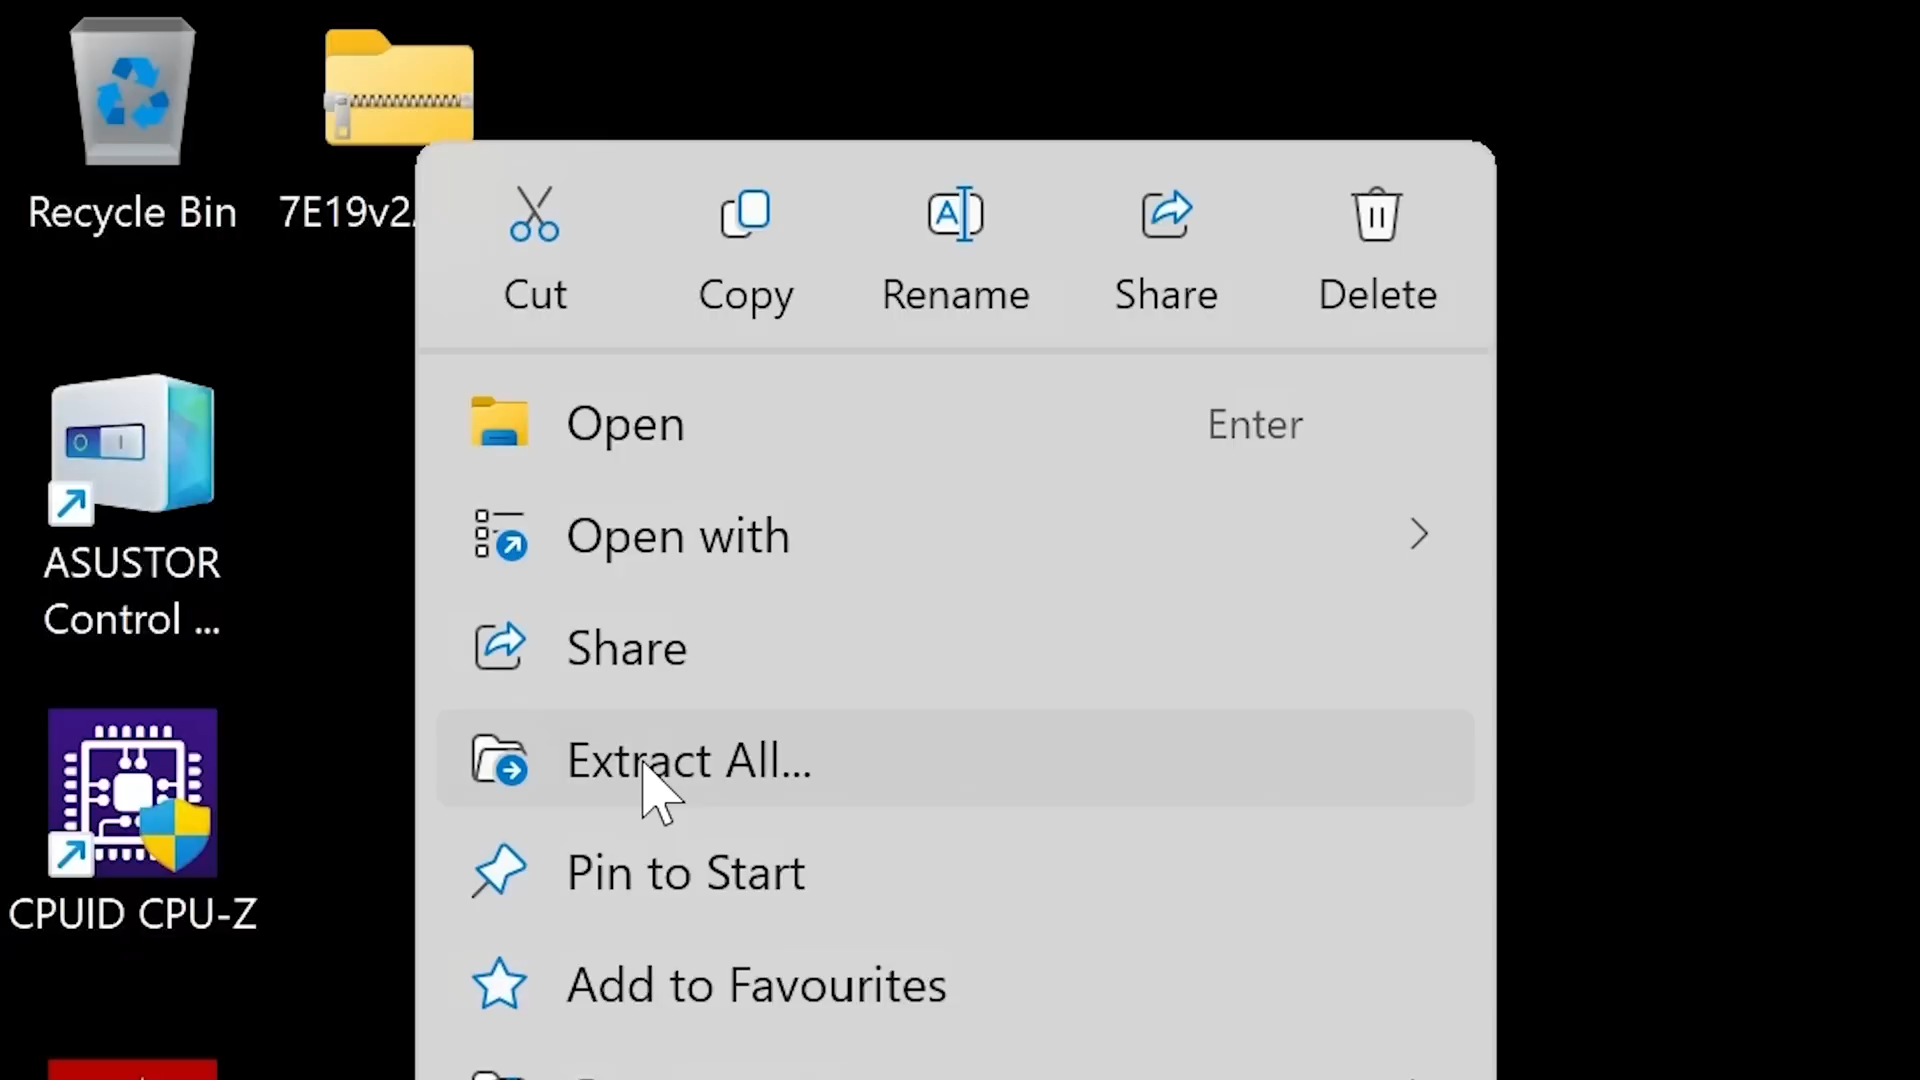 Recycle Bin
7E19v2
Cut
Copy
Rename
Share
Delete
Open
Enter
Open with
Share
Extract All...
Pin to Start
Add to Favourites
ASUSTOR
Control ...
CPUID CPU-Z